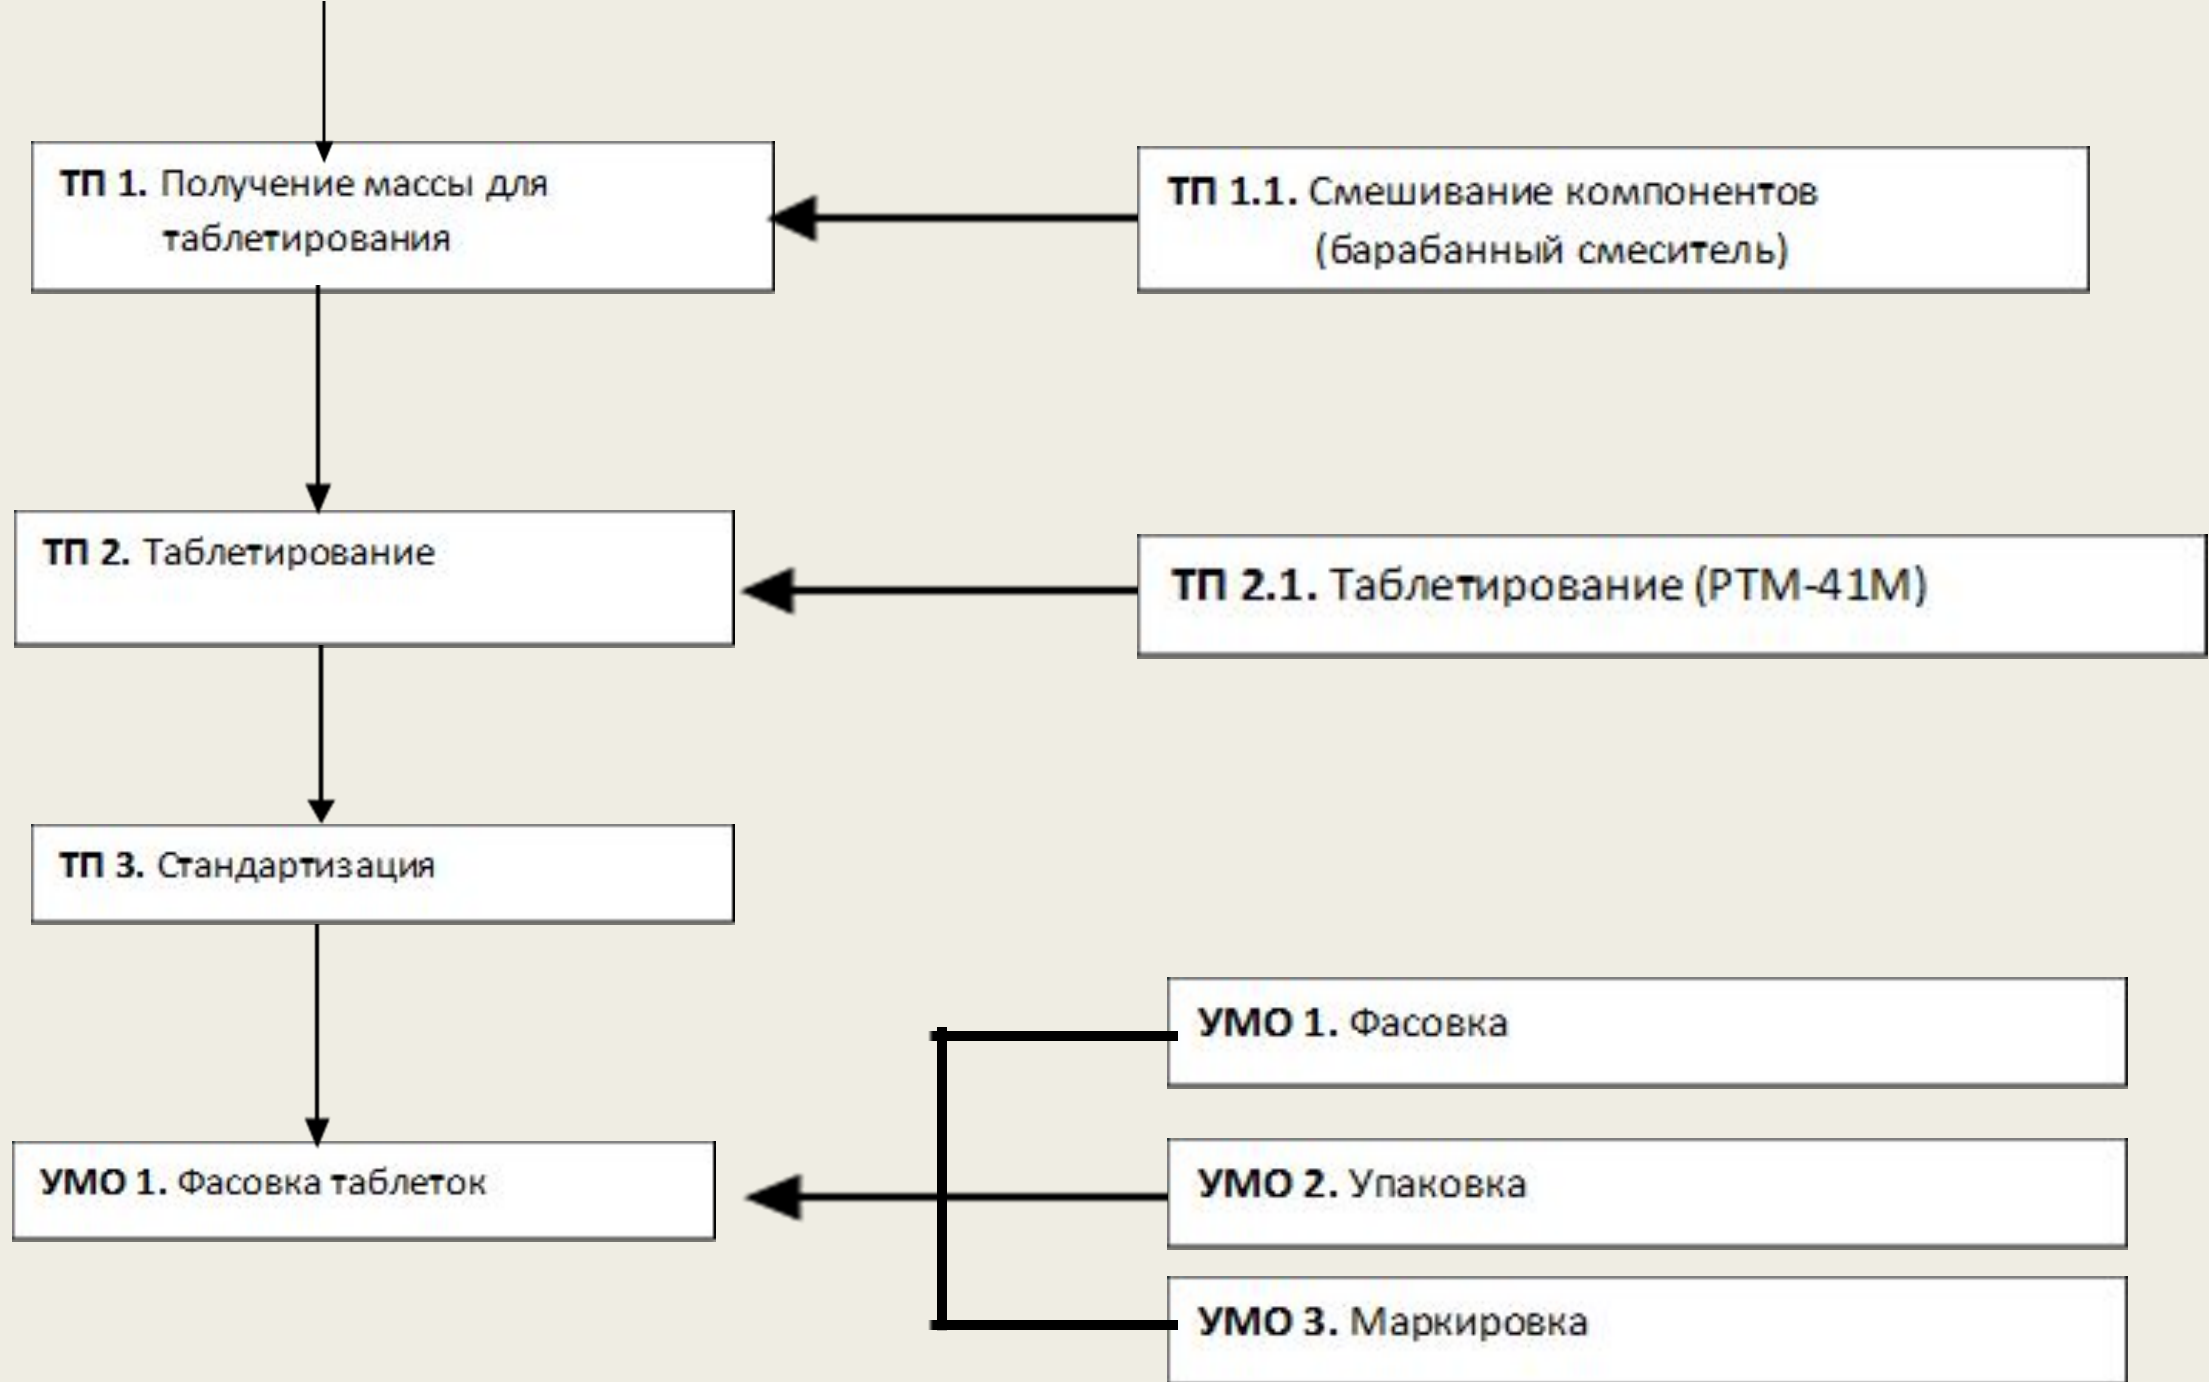 ТП 1. Получение массы для
таблетирования
ТП 1.1. Смешивание компонентов
(барабанный смеситель)
ТП 2. Таблетирование
ТП 2.1. Таблетирование (РТМ-41М)
ТП 3. Стандартизация
УМО 1. Фасовка
УМО 1. Фасовка таблеток
УМО 2. Упаковка
УМО 3. Маркировка